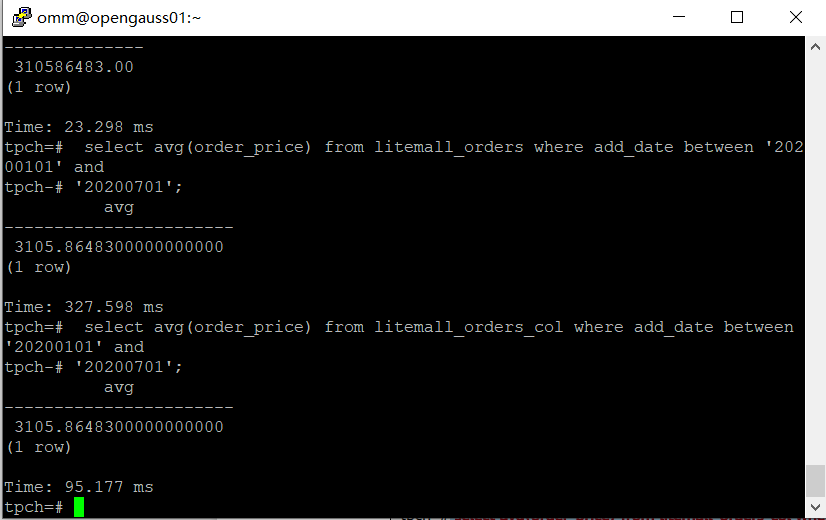 omm@opengauss01:~
--------------
310586483.00
(1 row)
Time: 23.298 ms
tpch=#  select avg(order_price) from litemall_orders where add_date between '202
00101' and
tpch-# '20200701';
avg
-----------------------
3105.8648300000000000
(1 row)
Time: 327.598 ms
tpch=#  select avg(order_price) from litemall_orders_col where add_date between
'20200101' and
tpch-# '20200701';
avg
-----------------------
3105.8648300000000000
(1 row)
Time: 95.177 ms
tpch=#